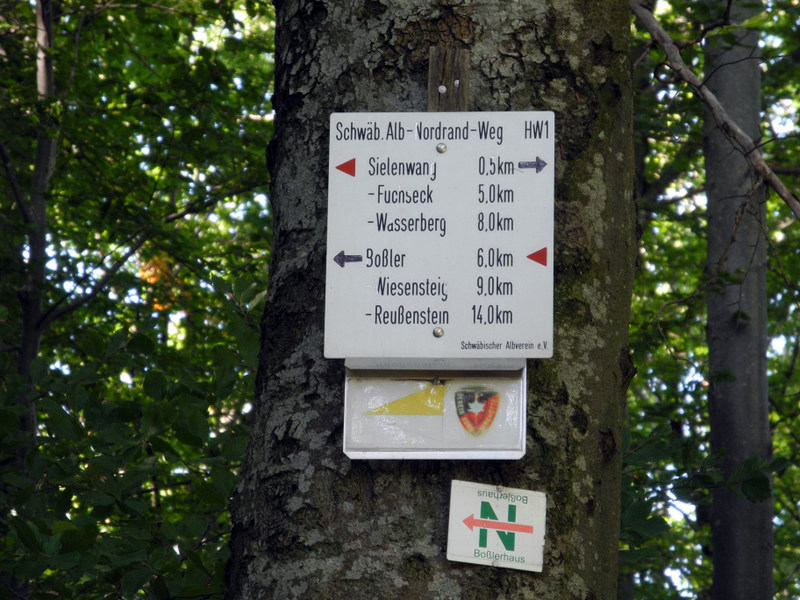 Schwäb. Alb-Nordrand-Weg HW1
Sielenwang 0,5km
-Fuchseck 5,0km
-Wasserberg 8,0km
Boßler 6,0km
Wiesensteig 9,0km
-Reußenstein 14,0km
Schwäbischer Albverein e.V.
Boßlerhaus
N
Boßlerhaus